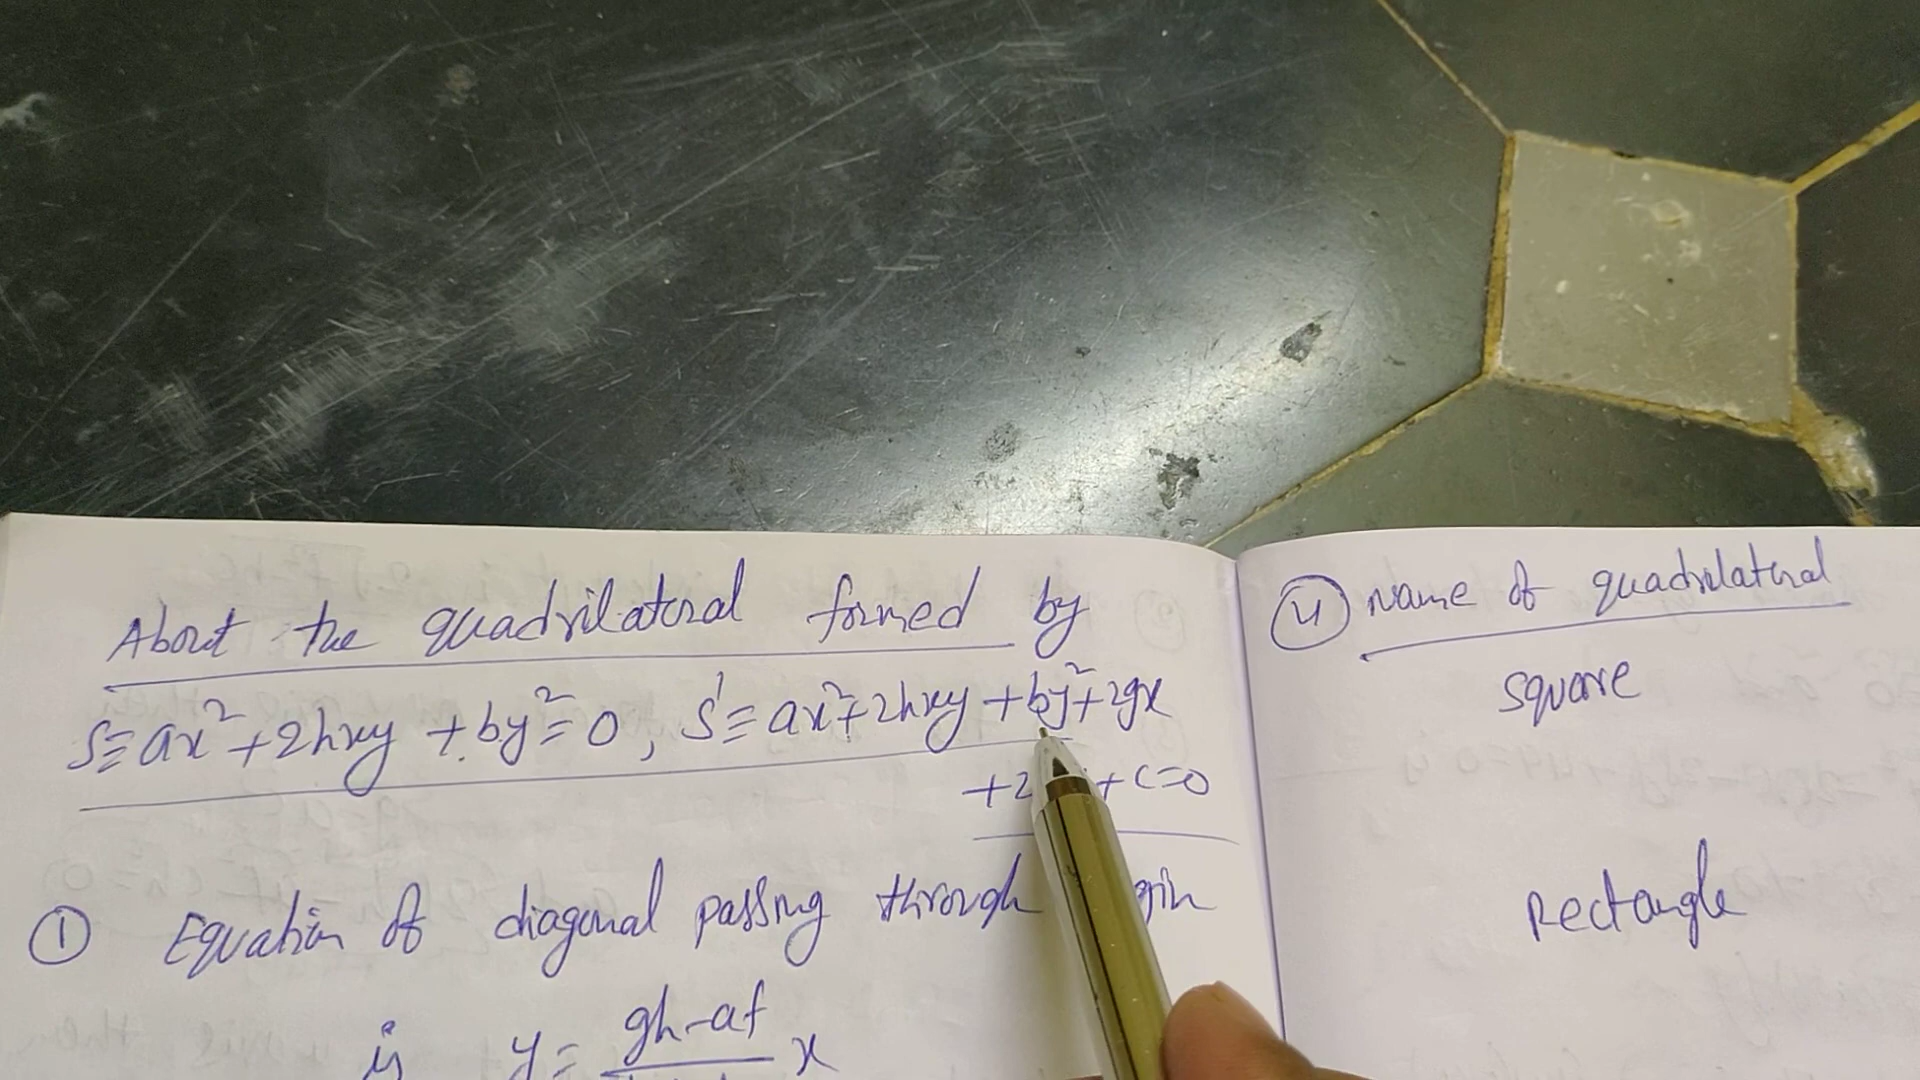 About the quadrilateral formed by
S≡ax²+2hxy+by²=0, S'≡ax²+2hxy+by²+2gx
+2 +c=0
① Equation of diagonal passing through
is y = gh-af x
④ Name of quadrilateral
square
Rectangle